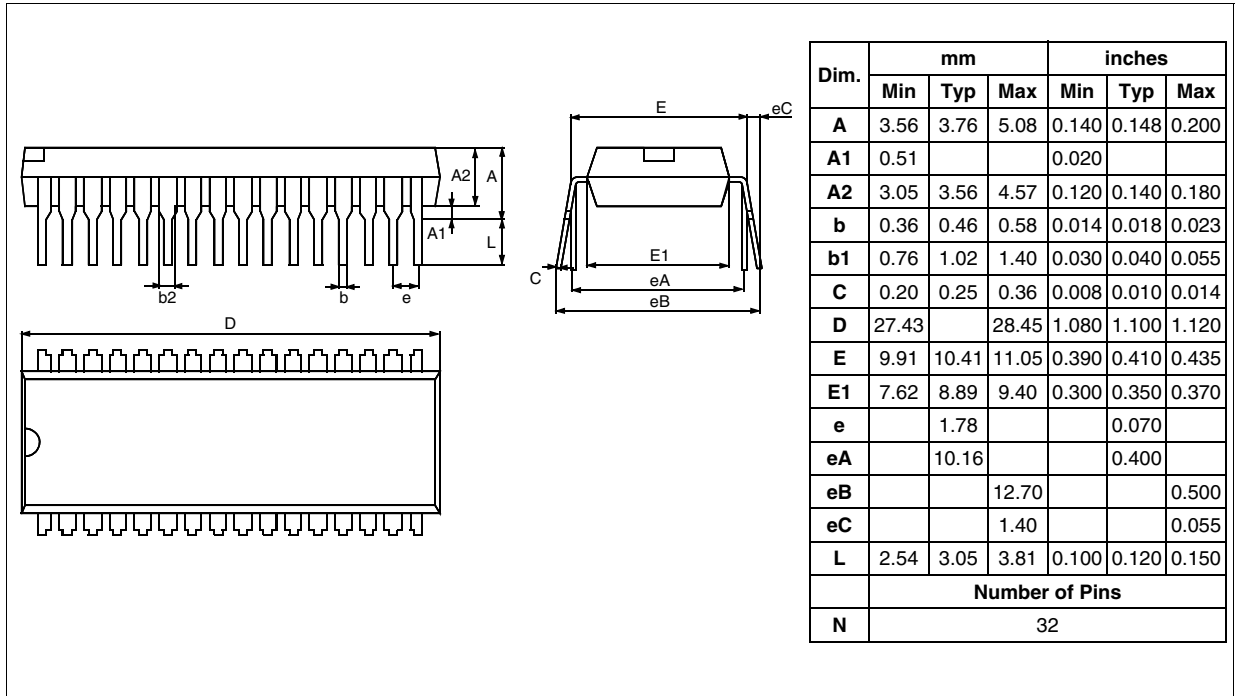 E
eC
A2
A
A1
L
E1
C
eA
eB
b2
b
e
D
Dim. mm inches
Min Typ Max Min Typ Max
A 3.56 3.76 5.08 0.140 0.148 0.200
A1 0.51 0.020
A2 3.05 3.56 4.57 0.120 0.140 0.180
b 0.36 0.46 0.58 0.014 0.018 0.023
b1 0.76 1.02 1.40 0.030 0.040 0.055
C 0.20 0.25 0.36 0.008 0.010 0.014
D 27.43 28.45 1.080 1.100 1.120
E 9.91 10.41 11.05 0.390 0.410 0.435
E1 7.62 8.89 9.40 0.300 0.350 0.370
e 1.78 0.070
eA 10.16 0.400
eB 12.70 0.500
eC 1.40 0.055
L 2.54 3.05 3.81 0.100 0.120 0.150
Number of Pins
N 32